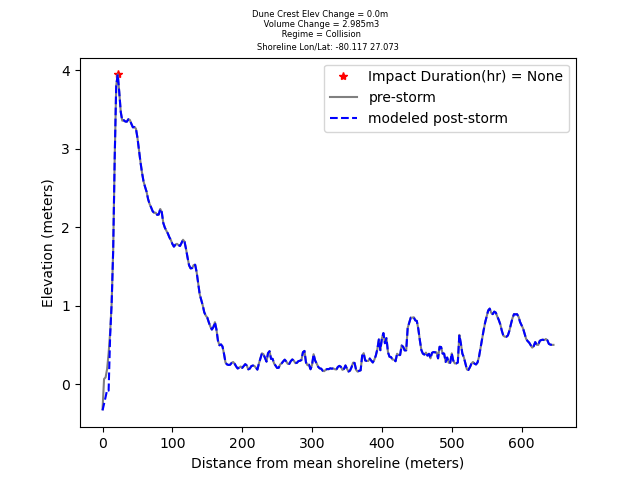 Dune Crest Elev Change = 0.0m
Volume Change = 2.985m3
Regime = Collision
Shoreline Lon/Lat: -80.117 27.073
Impact Duration(hr) = None
pre-storm
modeled post-storm
Elevation (meters)
4
3
2
1
0
0 100 200 300 400 500 600
Distance from mean shoreline (meters)